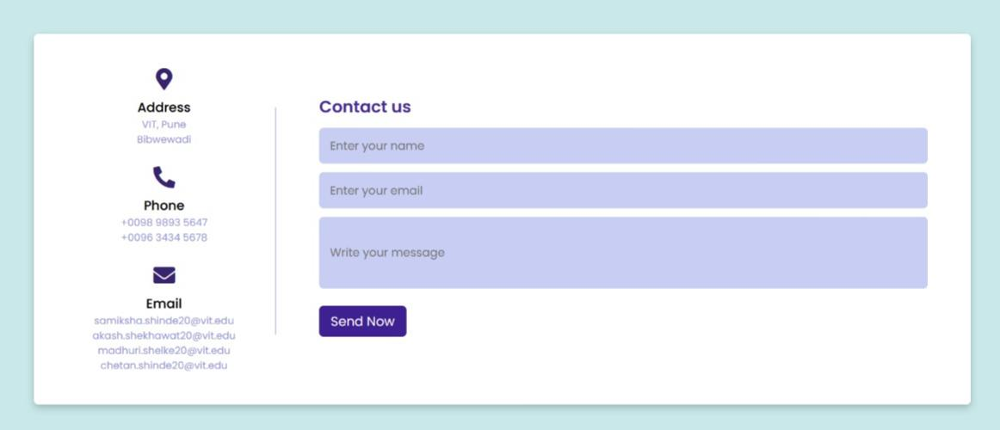 Address
VIT, Pune
Bibwewadi
Phone
+0098 9893 5647
+0096 3434 5678
Email
samiksha.shinde20@vit.edu
akash.shekhawat20@vit.edu
madhuri.shelke20@vit.edu
chetan.shinde20@vit.edu
Contact us
Enter your name
Enter your email
Write your message
Send Now